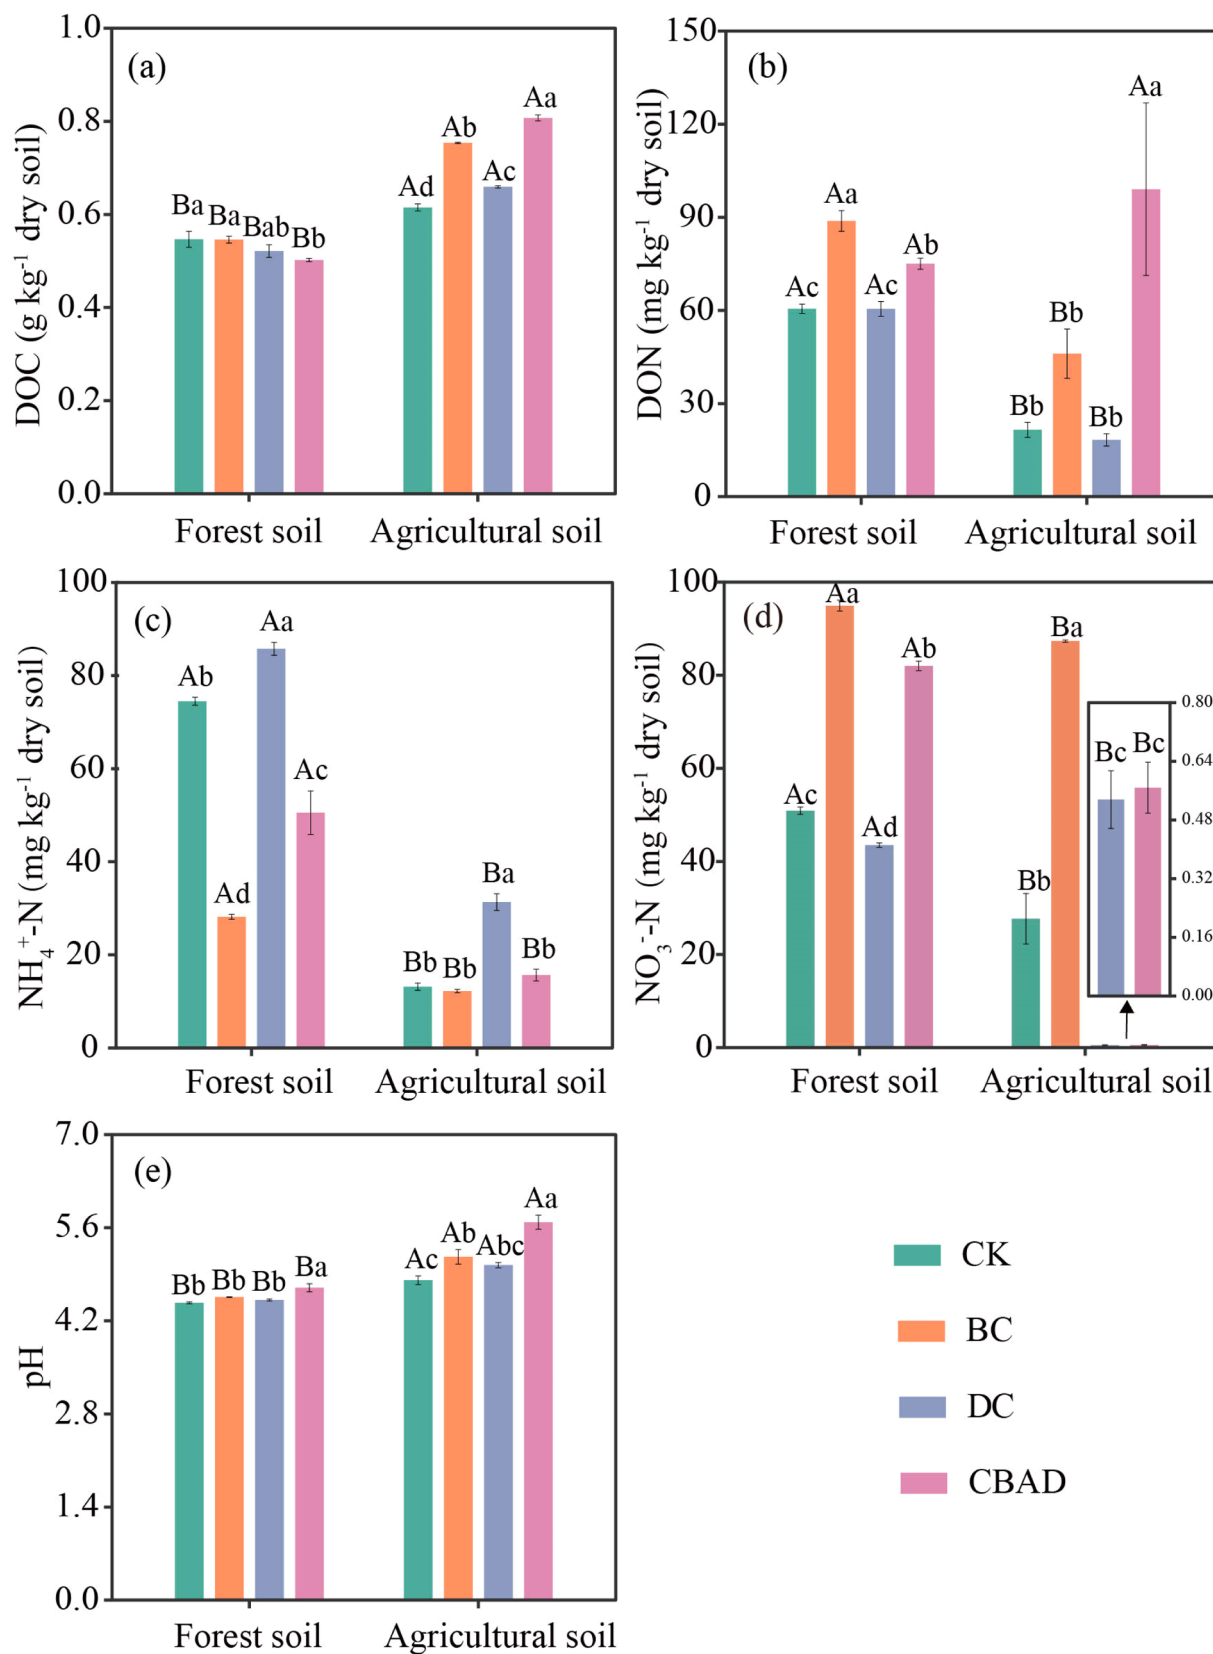 (a)
DOC (g kg⁻¹ dry soil)
1.0
0.8
0.6
0.4
0.2
0.0
Ba
Ba
Bab
Bb
Ad
Ab
Ac
Aa
Forest soil
Agricultural soil
(b)
DON (mg kg⁻¹ dry soil)
150
120
90
60
30
0
Ac
Aa
Ac
Ab
Bb
Bb
Bb
Aa
Forest soil
Agricultural soil
(c)
NH₄⁺-N (mg kg⁻¹ dry soil)
100
80
60
40
20
0
Ab
Ad
Aa
Ac
Bb
Bb
Ba
Bb
Forest soil
Agricultural soil
(d)
NO₃⁻-N (mg kg⁻¹ dry soil)
100
80
60
40
20
0
Ac
Aa
Ad
Ab
Bb
Ba
Bc
Bc
0.80
0.64
0.48
0.32
0.16
0.00
Forest soil
Agricultural soil
(e)
pH
7.0
5.6
4.2
2.8
1.4
0.0
Bb
Bb
Bb
Ba
Ac
Ab
Abc
Aa
Forest soil
Agricultural soil
CK
BC
DC
CBAD